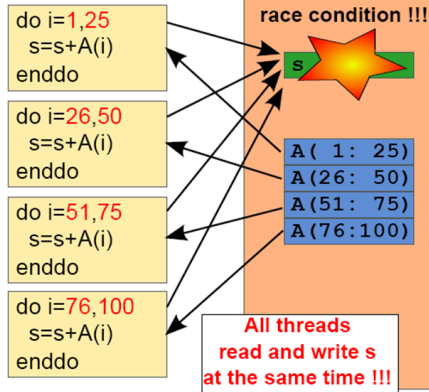 do i=1,25
s=s+A(i)
enddo
do i=26,50
s=s+A(i)
enddo
do i=51,75
s=s+A(i)
enddo
do i=76,100
s=s+A(i)
enddo
race condition !!!
s
A( 1: 25)
A(26: 50)
A(51: 75)
A(76:100)
All threads
read and write s
at the same time !!!